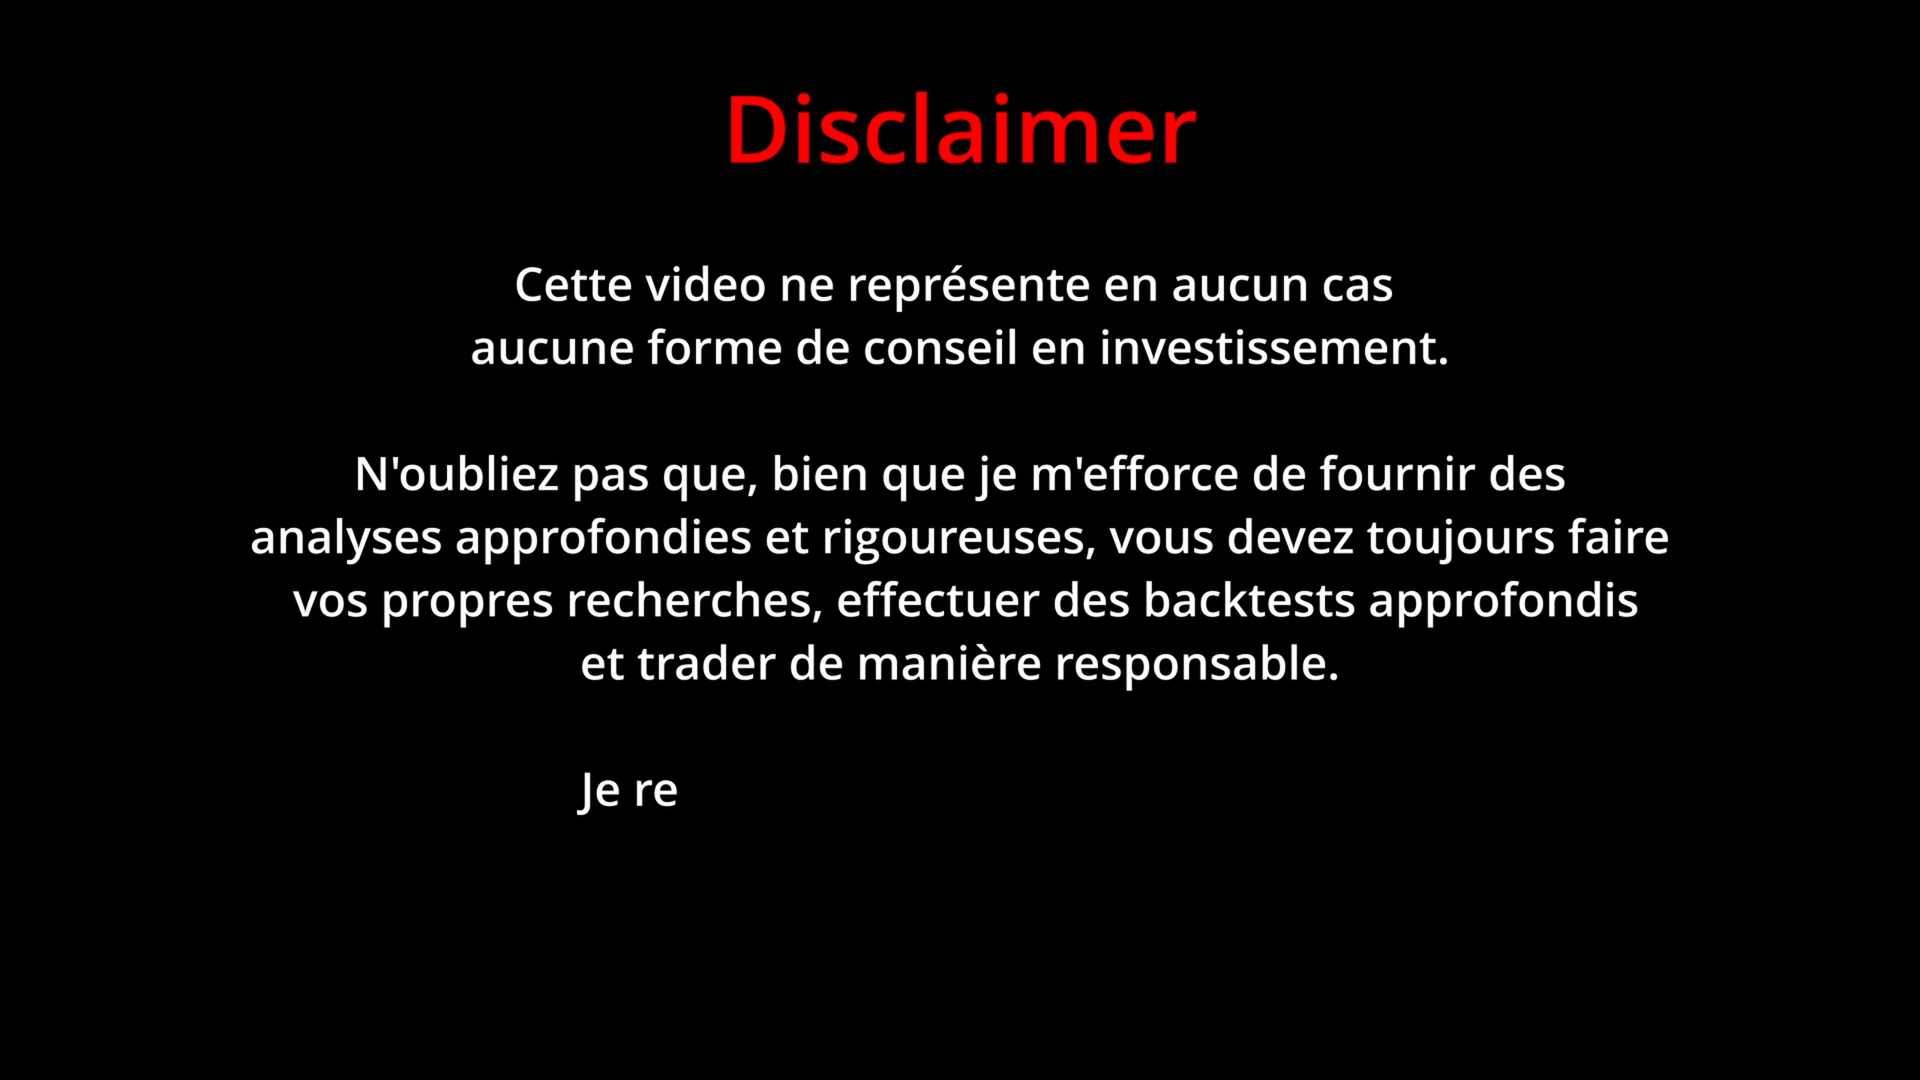 Disclaimer
Cette video ne représente en aucun cas
aucune forme de conseil en investissement.
N'oubliez pas que, bien que je m'efforce de fournir des
analyses approfondies et rigoureuses, vous devez toujours faire
vos propres recherches, effectuer des backtests approfondis
et trader de manière responsable.
Je re